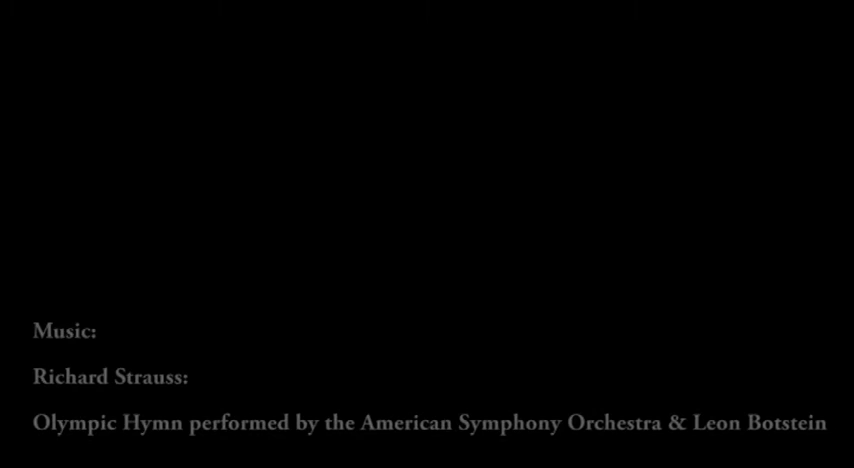 Music:
Richard Strauss:
Olympic Hymn performed by the American Symphony Orchestra & Leon Botstein